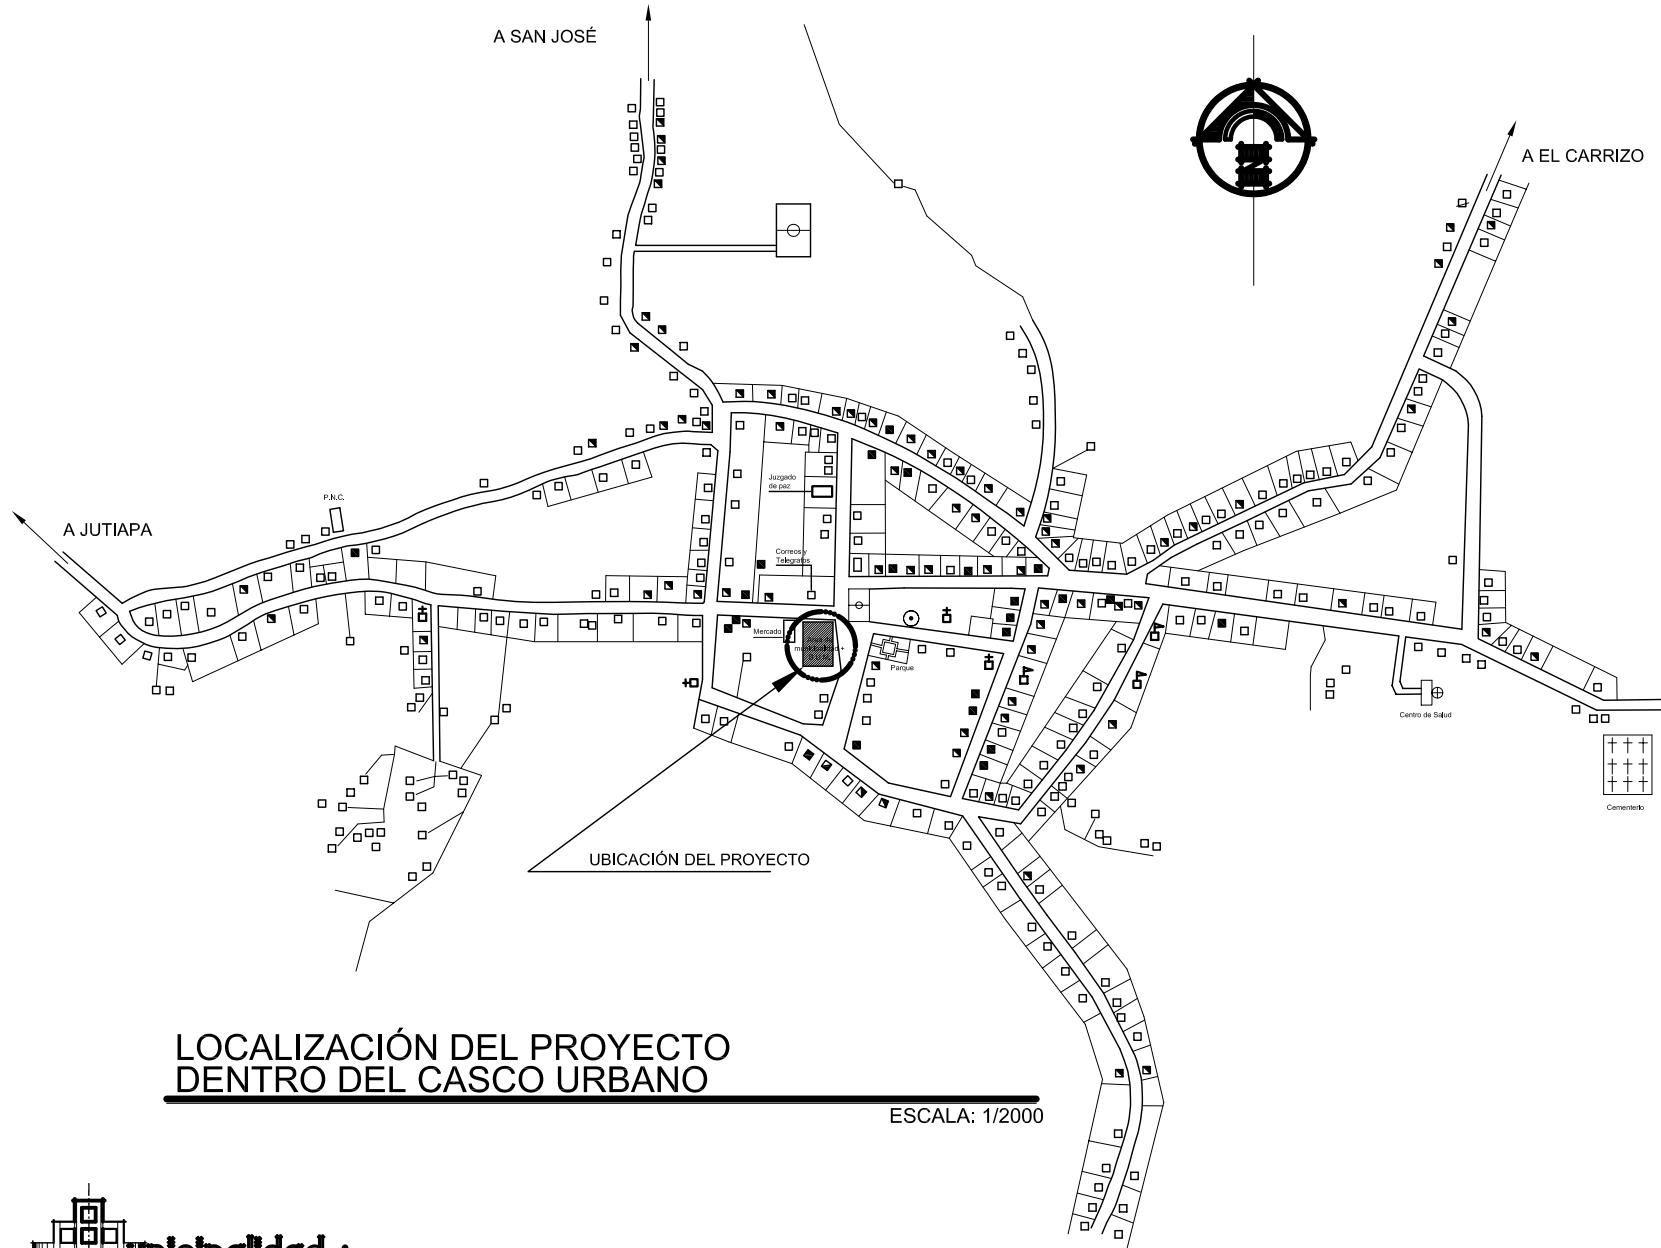 A SAN JOSÉ
A EL CARRIZO
N
P.N.C.
A JUTIAPA
Juzgado
de paz
Correos y
Telegrafos
Mercado
Parque
Centro de Salud
Cementerio
UBICACIÓN DEL PROYECTO
LOCALIZACIÓN DEL PROYECTO
DENTRO DEL CASCO URBANO
ESCALA: 1/2000